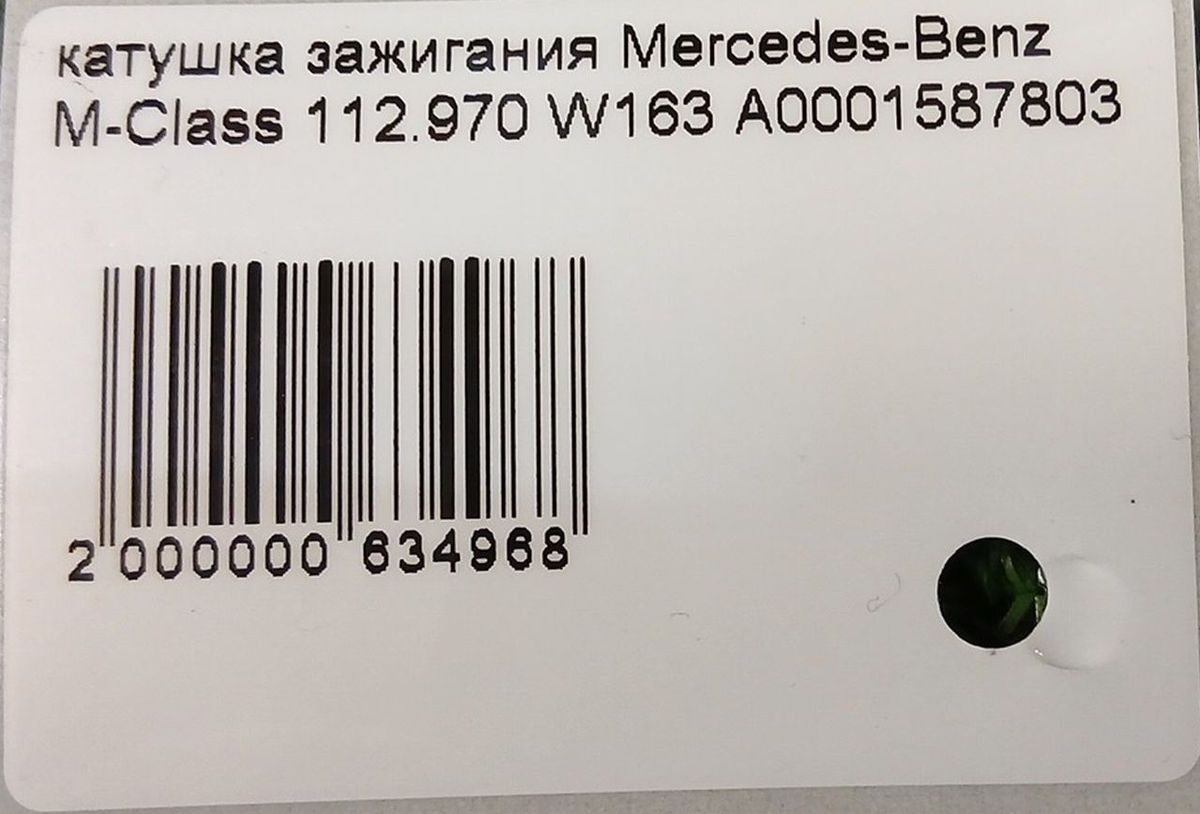 катушка зажигания Mercedes-Benz
M-Class 112.970 W163 A0001587803
2 000000 634968